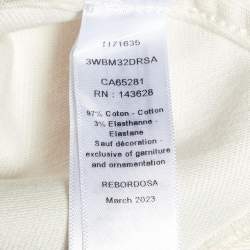 1171635
3WBM32DRSA
CA65281
RN : 143628
97% Coton - Cotton
3% Elasthanne -
Elastane
Sauf décoration -
exclusive of garniture
and ornamentation
REBORDOSA
March 2023